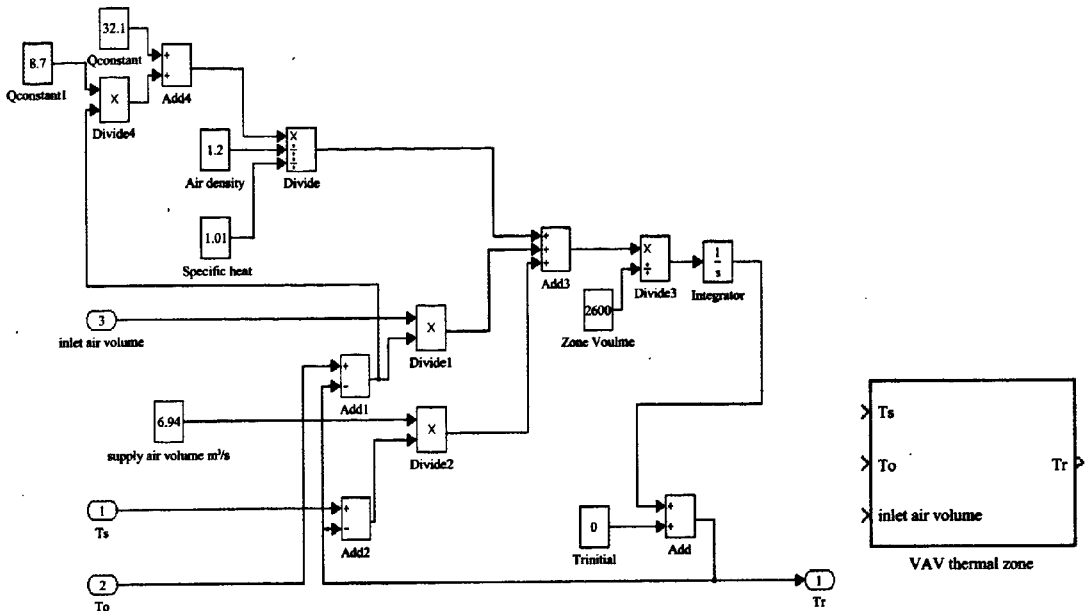 32.1
Qconstant
8.7
Qconstant1
+
+
Add4
X
Divide4
1.2
Air density
X
÷
÷
Divide
1.01
Specific heat
+
+
+
Add3
X
÷
Divide3
1
s
Integrator
2600
Zone Voulme
3
inlet air volume
X
Divide1
+
-
Add1
6.94
supply air volume m³/s
X
Divide2
1
Ts
+
-
Add2
2
To
0
Trinitial
+
+
Add
1
Tr
Ts
To
Tr
inlet air volume
VAV thermal zone